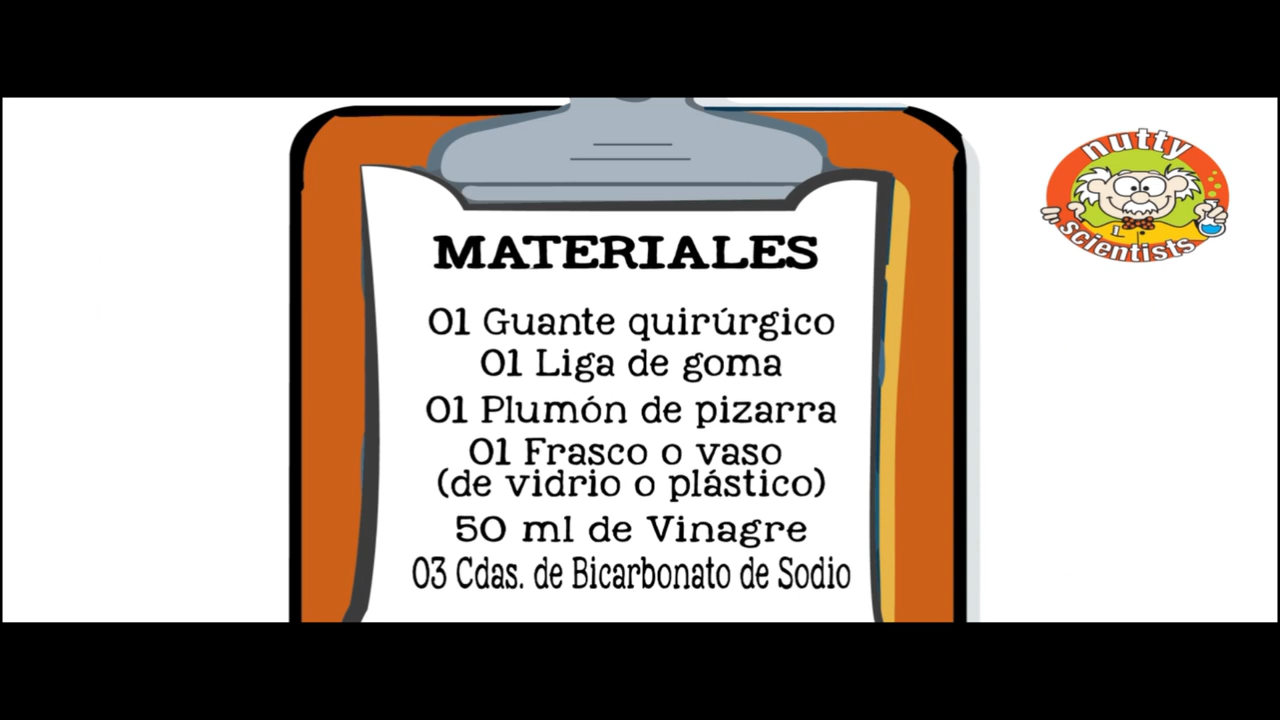 MATERIALES
01 Guante quirúrgico
01 Liga de goma
01 Plumón de pizarra
01 Frasco o vaso
(de vidrio o plástico)
50 ml de Vinagre
03 Cdas. de Bicarbonato de Sodio
nutty
scientists